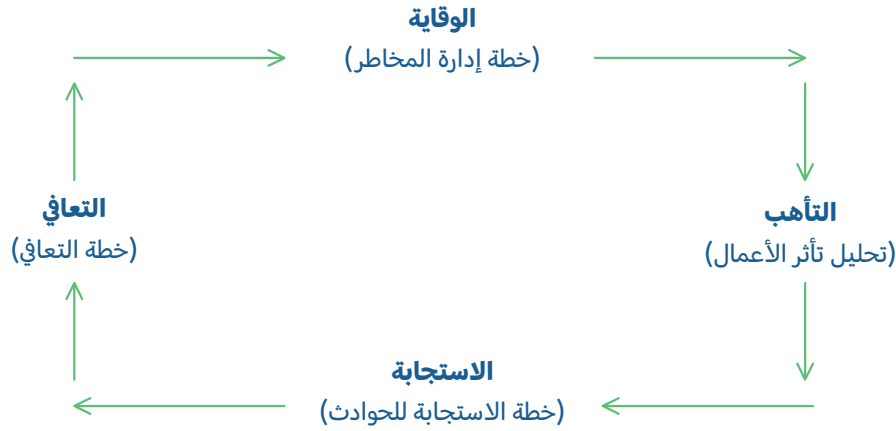 الوقاية
(خطة إدارة المخاطر)
التأهب
(تحليل تأثر الأعمال)
الاستجابة
(خطة الاستجابة للحوادث)
التعافي
(خطة التعافي)